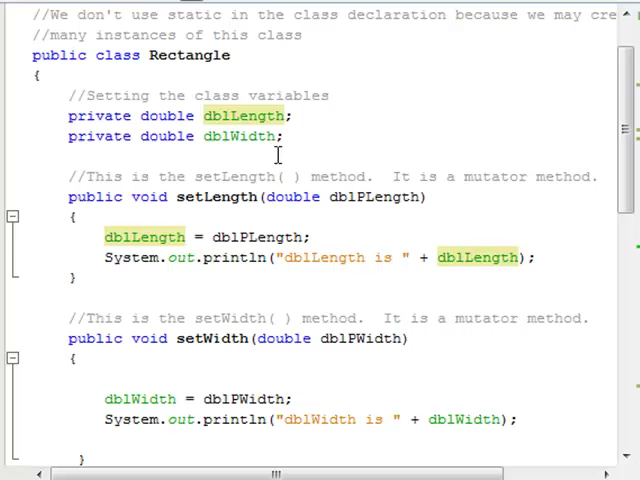 //We don't use static in the class declaration because we may cre
//many instances of this class
public class Rectangle
{
//Setting the class variables
private double dblLength;
private double dblWidth;
//This is the setLength( ) method.  It is a mutator method.
public void setLength(double dblPLength)
{
dblLength = dblPLength;
System.out.println("dblLength is " + dblLength);
}
//This is the setWidth( ) method.  It is a mutator method.
public void setWidth(double dblPWidth)
{
dblWidth = dblPWidth;
System.out.println("dblWidth is " + dblWidth);
}